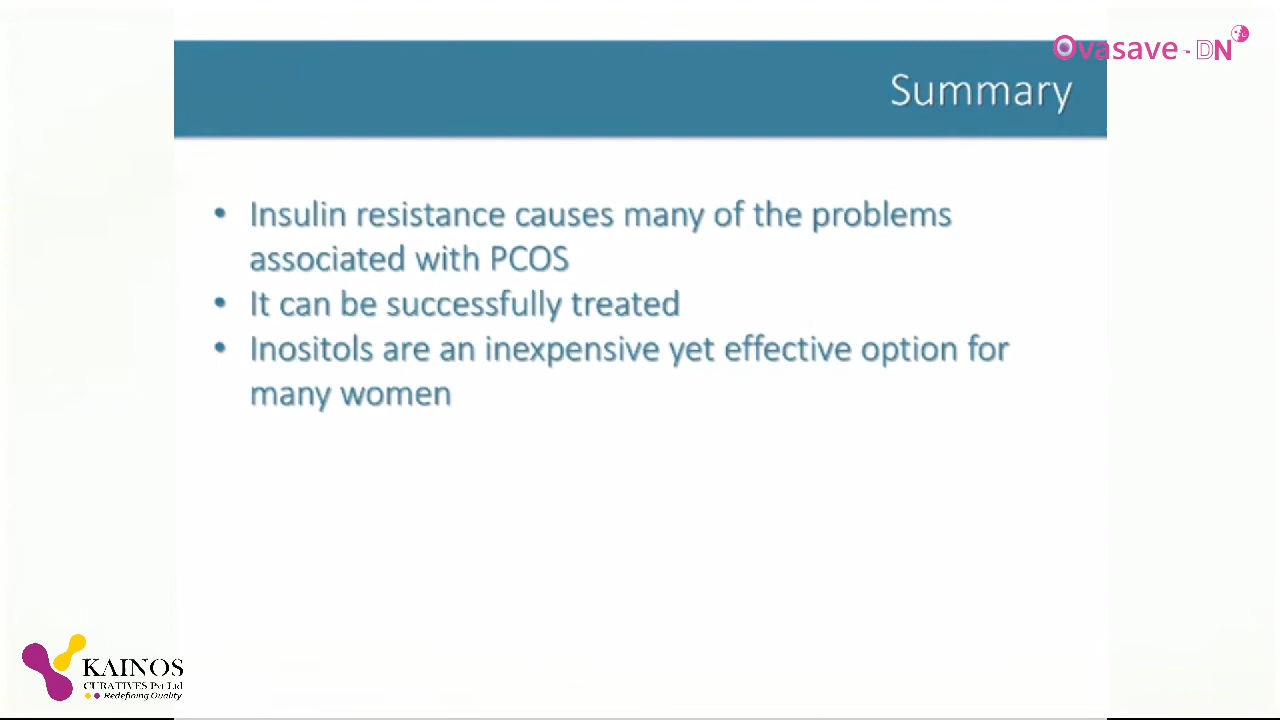 Ovasave - DN
Summary
• Insulin resistance causes many of the problems
associated with PCOS
• It can be successfully treated
• Inositols are an inexpensive yet effective option for
many women
KAINOS
CURATIVES Pvt Ltd
Redefining Quality